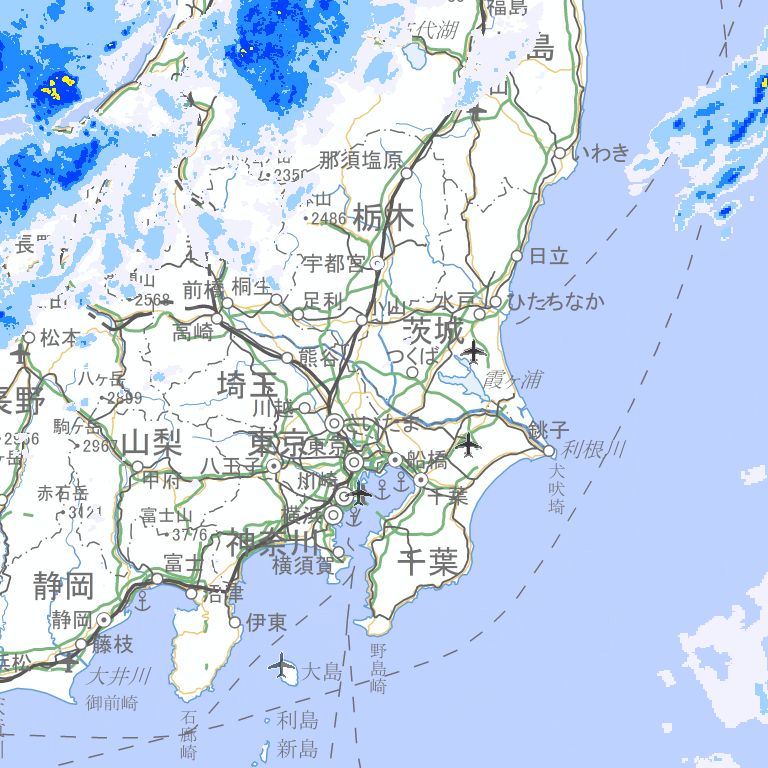 福島
代湖
島
山
いわき
那須塩原
山
・2486
栃木
宇都宮
日立
・2568
前橋
桐生
足利
小山
水戸
ひたちなか
高崎
茨城
松本
熊谷
つくば
八ヶ岳
・2899
埼玉
霞ヶ浦
長野
川越
駒ケ岳
さいたま
銚子
山梨
東京
東京
船橋
利根川
八王子
甲府
川崎
千葉
犬吠埼
赤石岳
・3121
富士山
・3776
横浜
神奈川
横須賀
千葉
富士
静岡
沼津
静岡
伊東
藤枝
野島崎
浜松
大井川
大島
御前崎
石廊崎
利島
新島